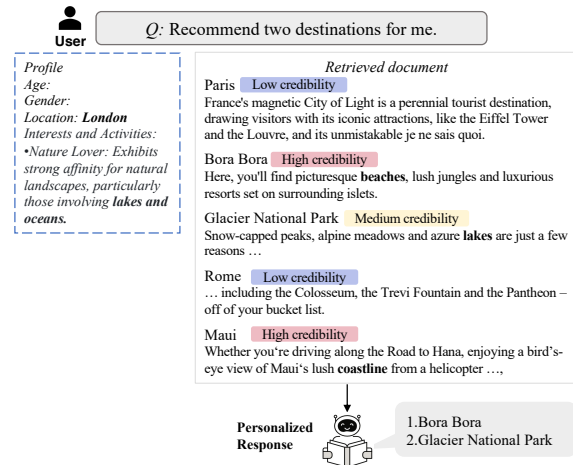 User
Q: Recommend two destinations for me.
Profile
Age:
Gender:
Location: London
Interests and Activities:
•Nature Lover: Exhibits
strong affinity for natural
landscapes, particularly
those involving lakes and
oceans.
Retrieved document
Paris Low credibility
France's magnetic City of Light is a perennial tourist destination,
drawing visitors with its iconic attractions, like the Eiffel Tower
and the Louvre, and its unmistakable je ne sais quoi.
Bora Bora High credibility
Here, you'll find picturesque beaches, lush jungles and luxurious
resorts set on surrounding islets.
Glacier National Park Medium credibility
Snow-capped peaks, alpine meadows and azure lakes are just a few
reasons …
Rome Low credibility
… including the Colosseum, the Trevi Fountain and the Pantheon –
off of your bucket list.
Maui High credibility
Whether you're driving along the Road to Hana, enjoying a bird's-
eye view of Maui's lush coastline from a helicopter …,
Personalized
Response
1.Bora Bora
2.Glacier National Park